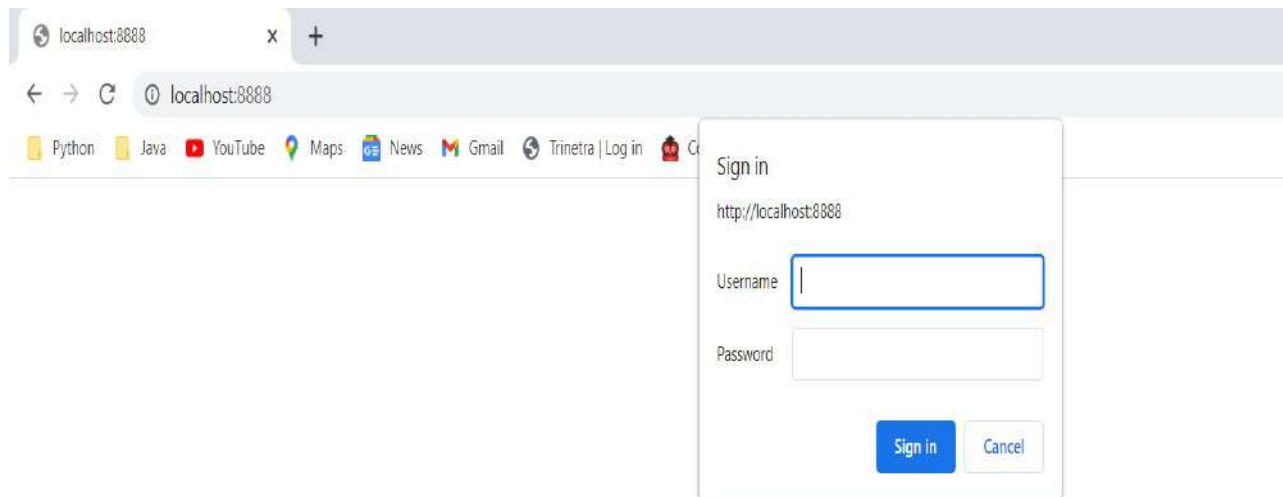 localhost:8888
localhost:8888
Python Java YouTube Maps GE News Gmail Trinetra | Log in
Sign in
http://localhost:8888
Username
Password
Sign in Cancel